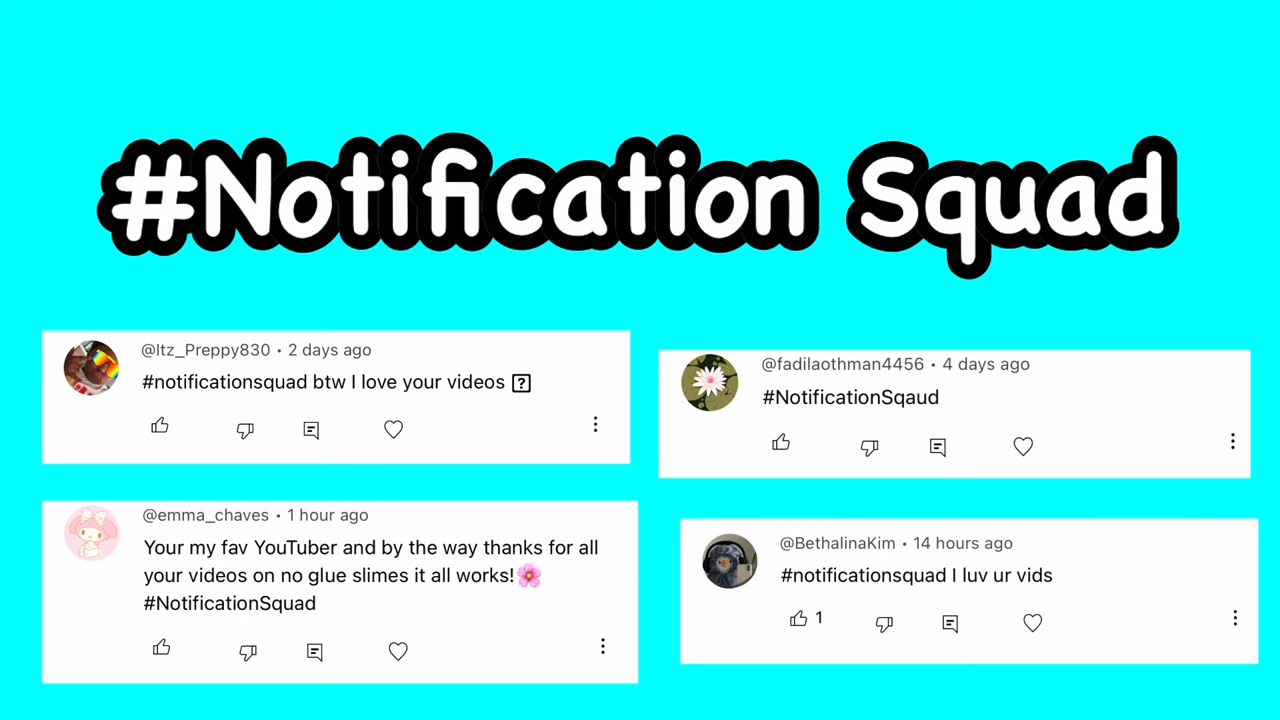 #Notification Squad
@Itz_Preppy830 • 2 days ago
#notificationsquad btw I love your videos ⍰
@fadilaothman4456 • 4 days ago
#NotificationSqaud
@emma_chaves • 1 hour ago
Your my fav YouTuber and by the way thanks for all
your videos on no glue slimes it all works!🌸
#NotificationSquad
@BethalinaKim • 14 hours ago
#notificationsquad I luv ur vids
1